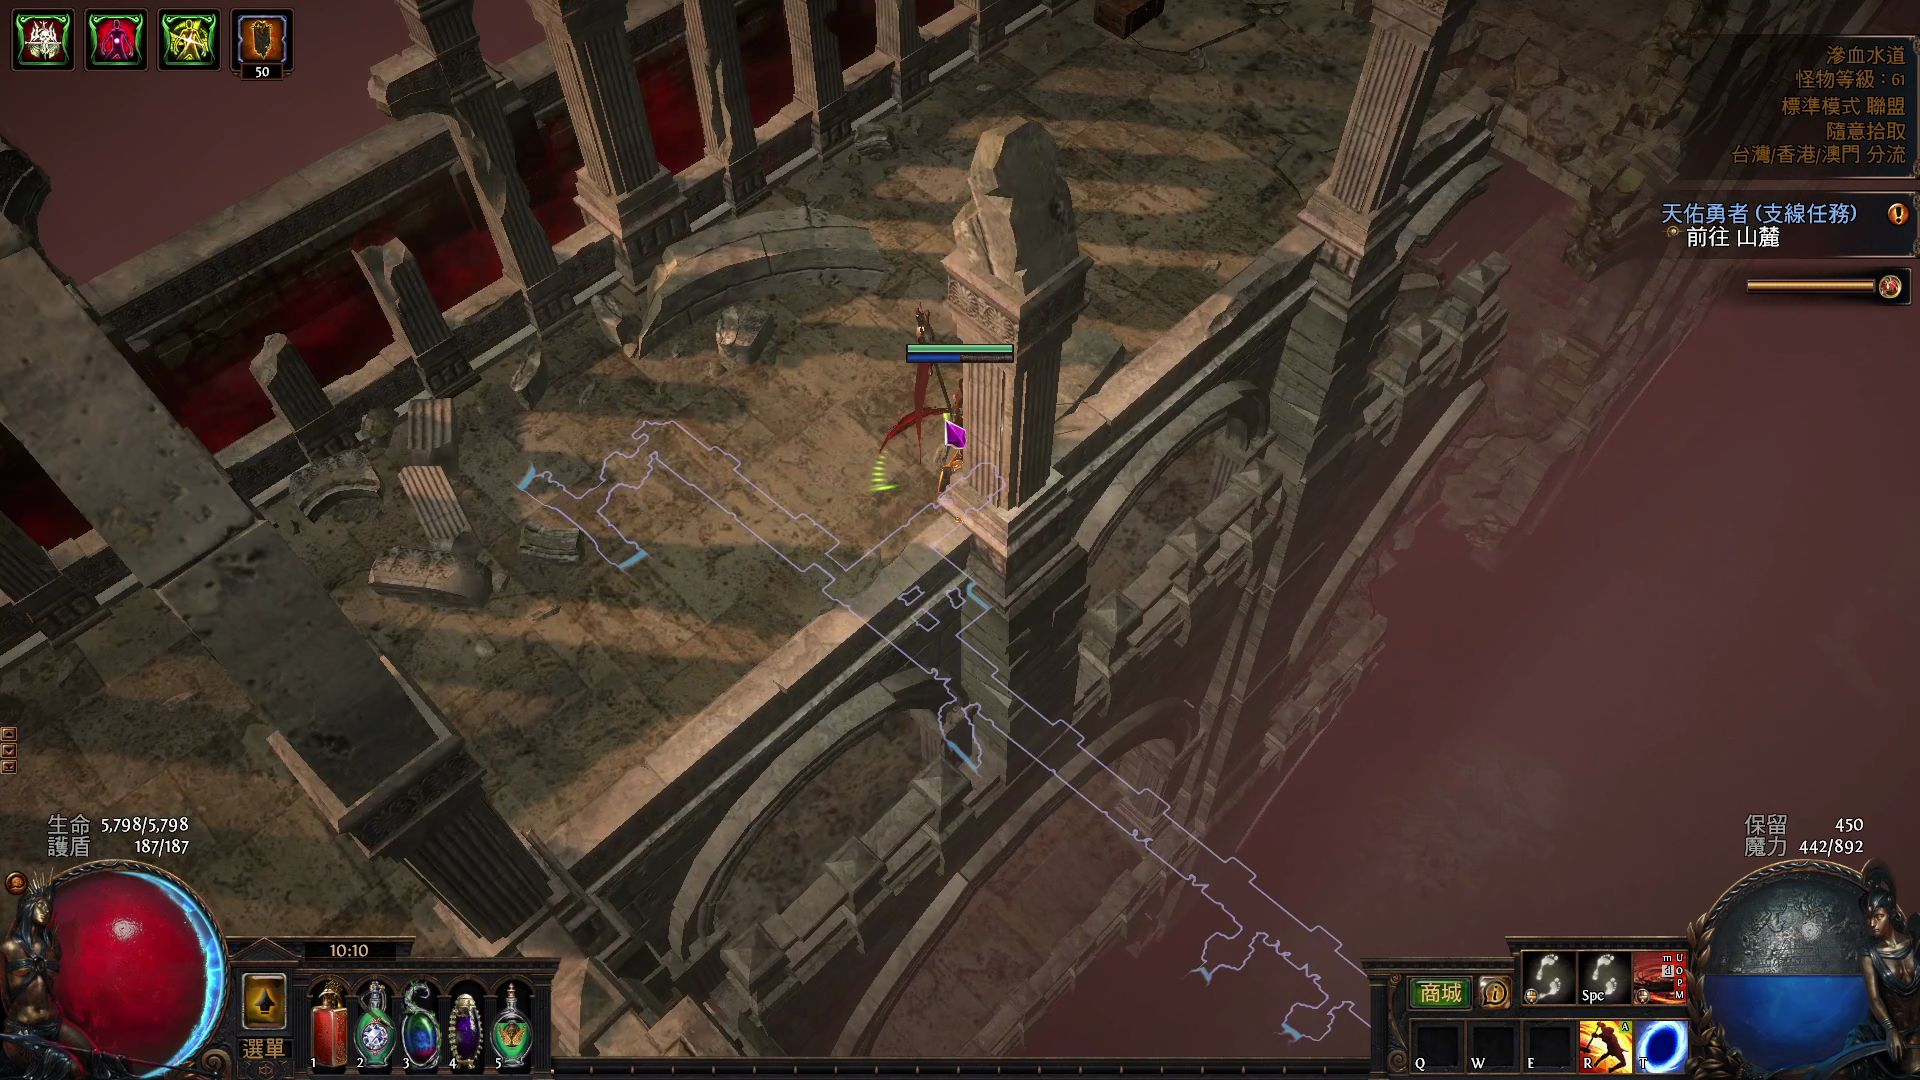 50
滲血水道
怪物等級：61
標準模式 聯盟
隨意拾取
台灣/香港/澳門 分流
天佑勇者 (支線任務)
前往 山麓
生命 5,798/5,798
護盾 187/187
保留 450
魔力 442/892
10:10
選單
1 2 3 4 5
商城
Spc
m U
d O
P
M
Q W E R A T